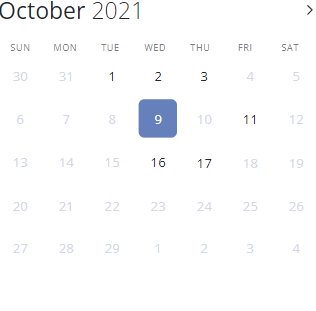 October 2021 >
SUN MON TUE WED THU FRI SAT
30 31 1 2 3 4 5
6 7 8 9 10 11 12
13 14 15 16 17 18 19
20 21 22 23 24 25 26
27 28 29 1 2 3 4